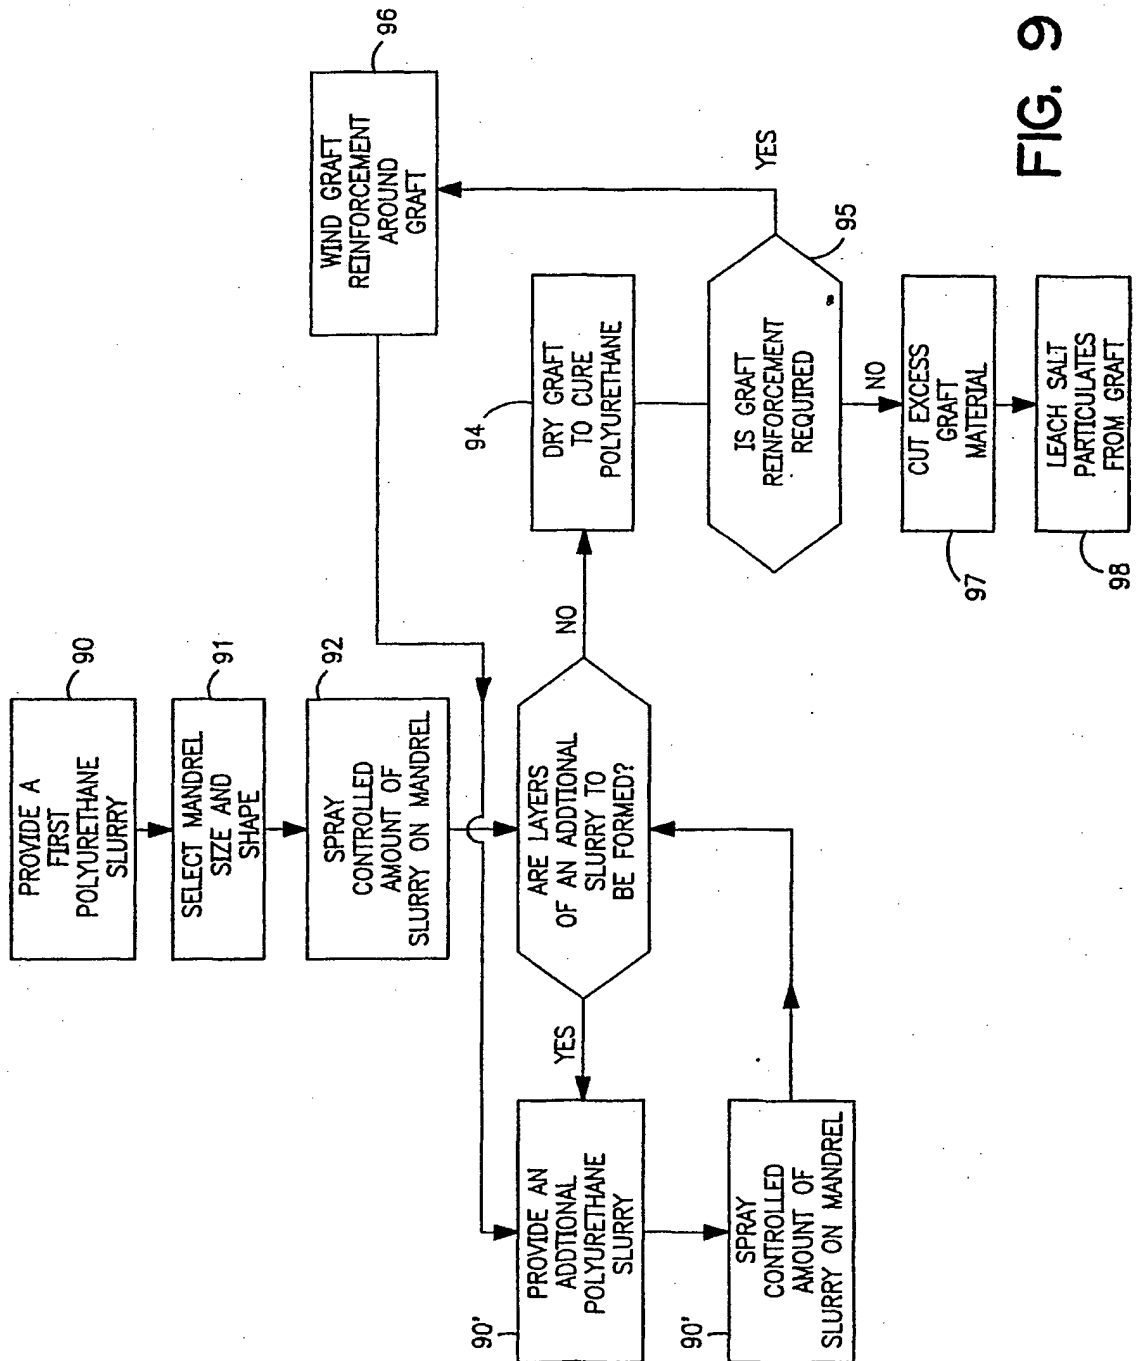 PROVIDE A
FIRST
POLYURETHANE
SLURRY
90
SELECT MANDREL
SIZE AND
SHAPE
91
SPRAY
CONTROLLED
AMOUNT OF
SLURRY ON MANDREL
92
ARE LAYERS
OF AN ADDTIONAL
SLURRY TO
BE FORMED?
YES
NO
PROVIDE AN
ADDTIONAL
POLYURETHANE
SLURRY
90'
SPRAY
CONTROLLED
AMOUNT OF
SLURRY ON MANDREL
90'
DRY GRAFT
TO CURE
POLYURETHANE
94
IS GRAFT
REINFORCEMENT
REQUIRED
95
YES
NO
WIND GRAFT
REINFORCEMENT
AROUND
GRAFT
96
CUT EXCESS
GRAFT
MATERIAL
97
LEACH SALT
PARTICULATES
FROM GRAFT
98
FIG. 9